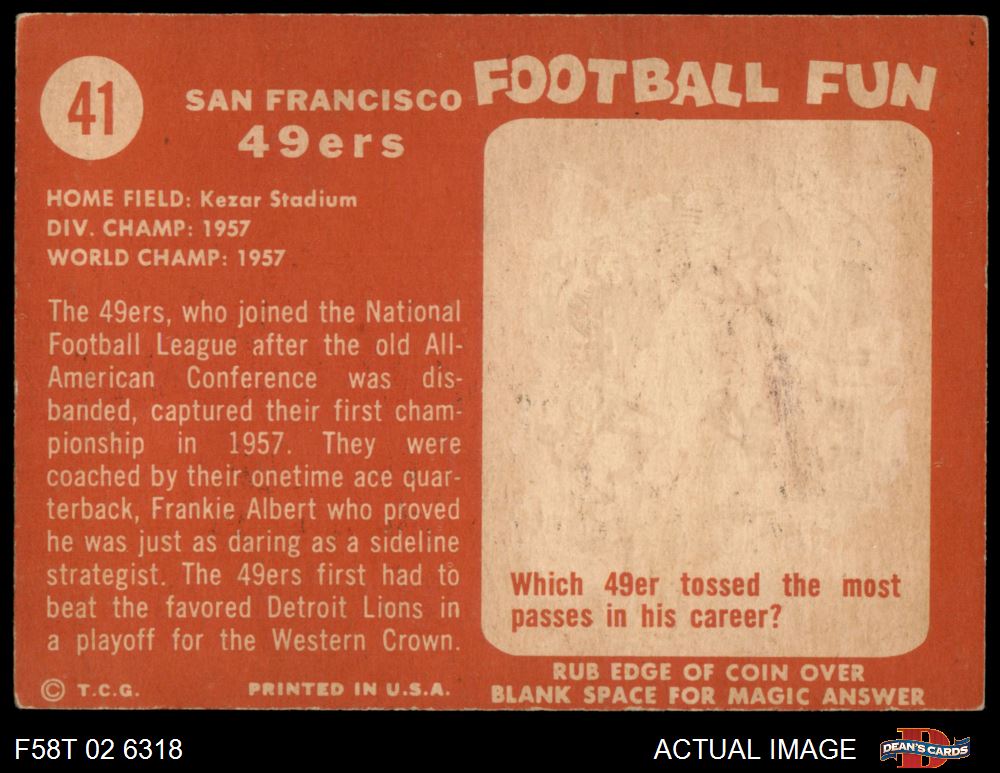 41
SAN FRANCISCO
49ers
HOME FIELD: Kezar Stadium
DIV. CHAMP: 1957
WORLD CHAMP: 1957
The 49ers, who joined the National
Football League after the old All-
American Conference was dis-
banded, captured their first cham-
pionship in 1957. They were
coached by their onetime ace quar-
terback, Frankie Albert who proved
he was just as daring as a sideline
strategist. The 49ers first had to
beat the favored Detroit Lions in
a playoff for the Western Crown.
© T.C.G.
PRINTED IN U.S.A.
FOOTBALL FUN
Which 49er tossed the most
passes in his career?
RUB EDGE OF COIN OVER
BLANK SPACE FOR MAGIC ANSWER
F58T 02 6318
ACTUAL IMAGE
DEAN'S CARDS